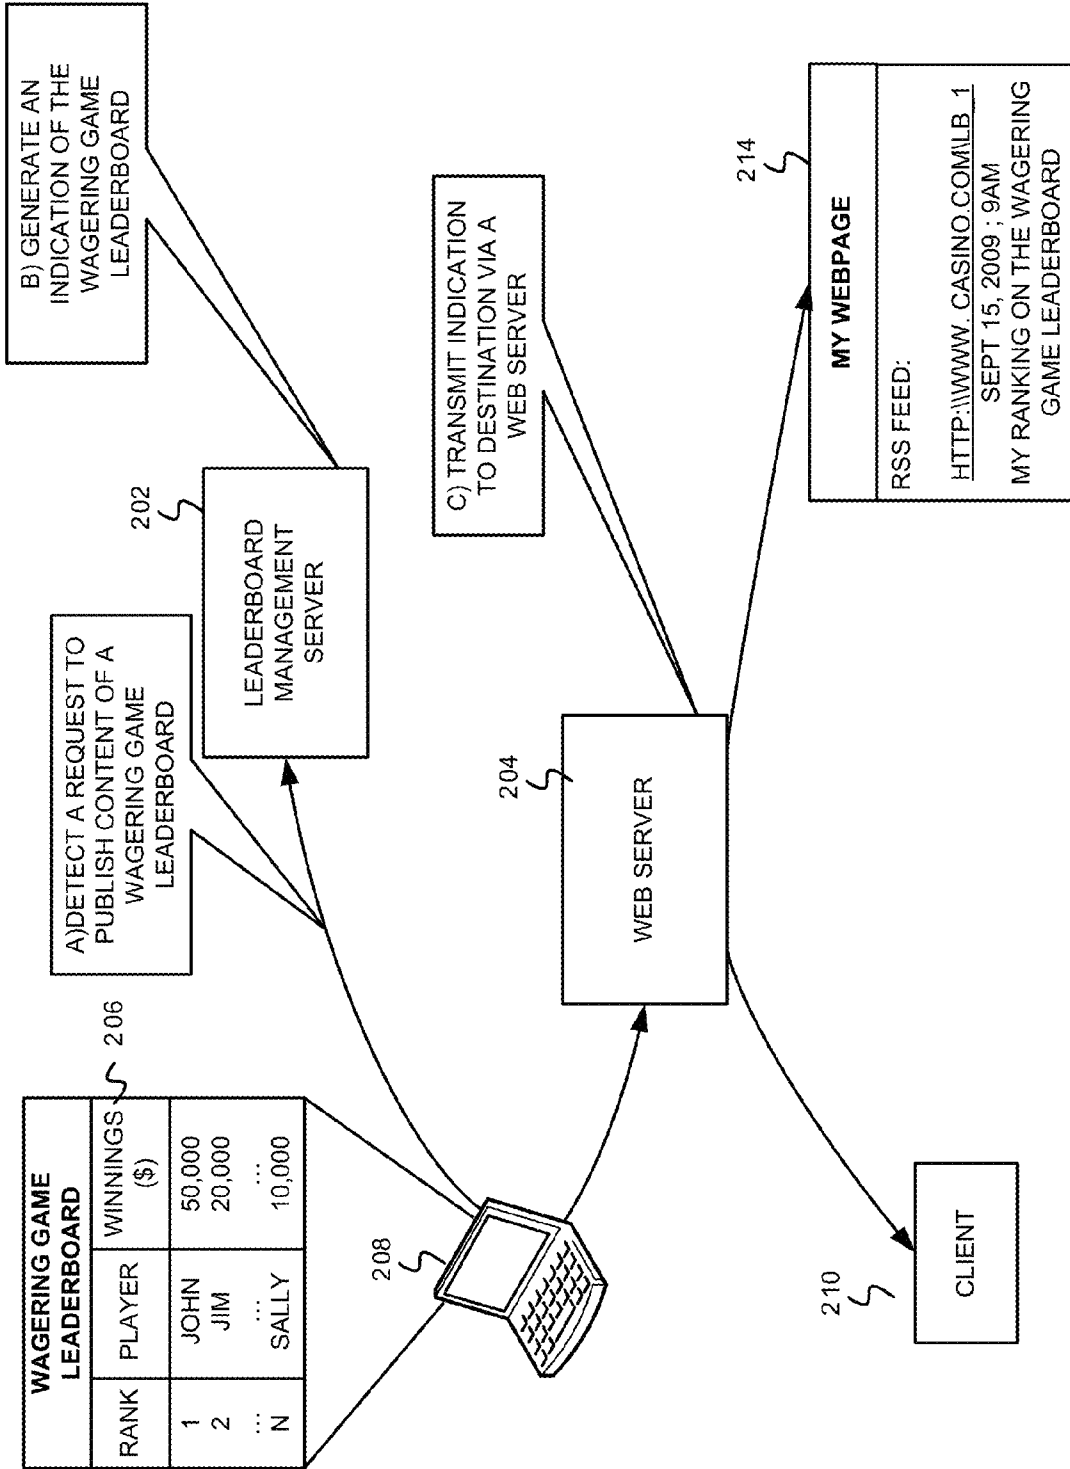 WAGERING GAME
LEADERBOARD
RANK PLAYER WINNINGS
($)
1 JOHN 50,000
2 JIM 20,000
... ... ...
N SALLY 10,000
206
208
A)DETECT A REQUEST TO
PUBLISH CONTENT OF A
WAGERING GAME
LEADERBOARD
202
LEADERBOARD
MANAGEMENT
SERVER
B) GENERATE AN
INDICATION OF THE
WAGERING GAME
LEADERBOARD
204
WEB SERVER
C) TRANSMIT INDICATION
TO DESTINATION VIA A
WEB SERVER
210
CLIENT
214
MY WEBPAGE
RSS FEED:
HTTP:\\WWW. CASINO.COM\LB_1
SEPT 15, 2009 ; 9AM
MY RANKING ON THE WAGERING
GAME LEADERBOARD